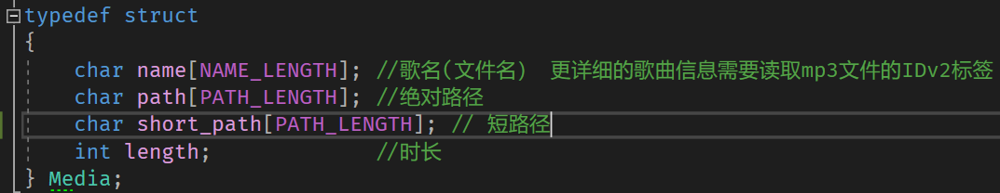 typedef struct
{
char name[NAME_LENGTH]; //歌名(文件名) 更详细的歌曲信息需要读取mp3文件的IDv2标签
char path[PATH_LENGTH]; //绝对路径
char short_path[PATH_LENGTH]; // 短路径
int length; //时长
} Media;